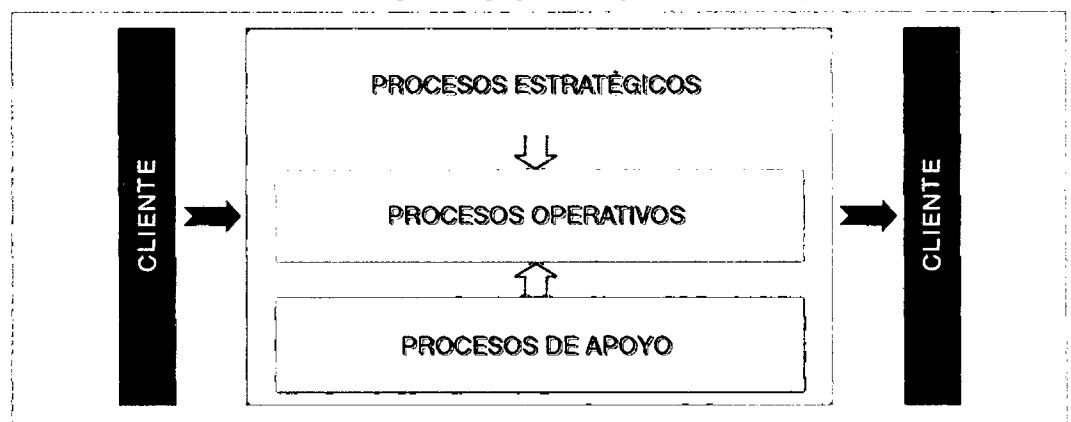 CLIENTE
PROCESOS ESTRATÉGICOS
PROCESOS OPERATIVOS
PROCESOS DE APOYO
CLIENTE